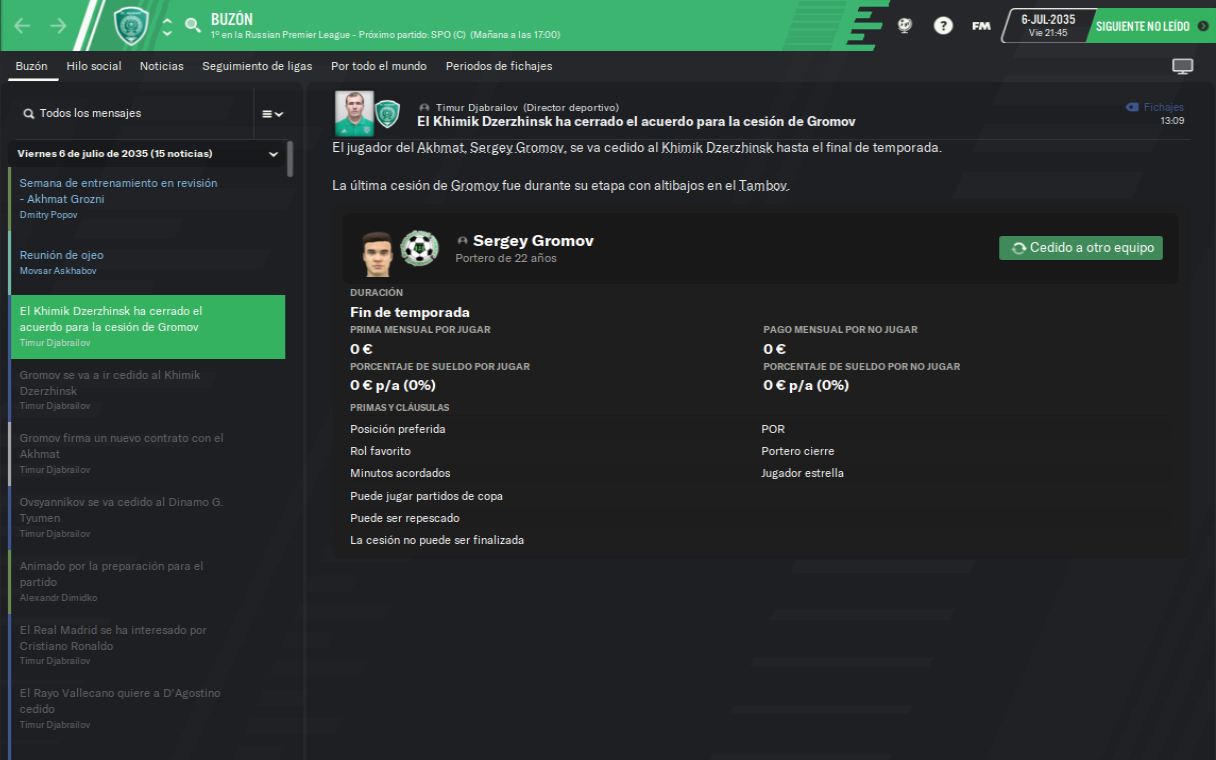 BUZÓN
1º en la Russian Premier League - Próximo partido: SPO (C) (Mañana a las 17:00)
?
FM
6-JUL-2035
Vie 21:45
SIGUIENTE NO LEÍDO
Buzón Hilo social Noticias Seguimiento de ligas Por todo el mundo Periodos de fichajes
Todos los mensajes
Viernes 6 de julio de 2035 (15 noticias)
Semana de entrenamiento en revisión
- Akhmat Grozni
Dmitry Popov
Reunión de ojeo
Movsar Askhabov
El Khimik Dzerzhinsk ha cerrado el
acuerdo para la cesión de Gromov
Timur Djabrailov
Gromov se va a ir cedido al Khimik
Dzerzhinsk
Timur Djabrailov
Gromov firma un nuevo contrato con el
Akhmat
Timur Djabrailov
Ovsyannikov se va cedido al Dinamo G.
Tyumen
Timur Djabrailov
Animado por la preparación para el
partido
Alexandr Dimidko
El Real Madrid se ha interesado por
Cristiano Ronaldo
Timur Djabrailov
El Rayo Vallecano quiere a D'Agostino
cedido
Timur Djabrailov
Timur Djabrailov (Director deportivo)
El Khimik Dzerzhinsk ha cerrado el acuerdo para la cesión de Gromov
Fichajes
13:09
El jugador del Akhmat, Sergey Gromov, se va cedido al Khimik Dzerzhinsk hasta el final de temporada.
La última cesión de Gromov fue durante su etapa con altibajos en el Tambov.
Sergey Gromov
Portero de 22 años
Cedido a otro equipo
DURACIÓN
Fin de temporada
PRIMA MENSUAL POR JUGAR PAGO MENSUAL POR NO JUGAR
0 € 0 €
PORCENTAJE DE SUELDO POR JUGAR PORCENTAJE DE SUELDO POR NO JUGAR
0 € p/a (0%) 0 € p/a (0%)
PRIMAS Y CLÁUSULAS
Posición preferida POR
Rol favorito Portero cierre
Minutos acordados Jugador estrella
Puede jugar partidos de copa
Puede ser repescado
La cesión no puede ser finalizada